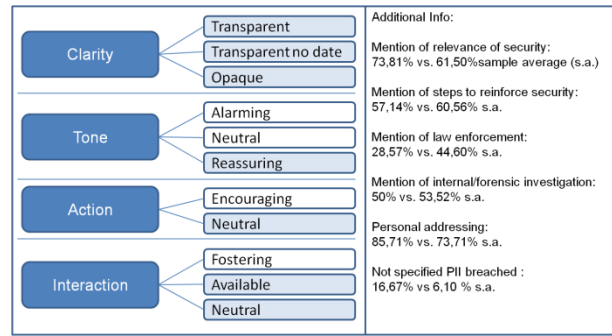 Clarity
Transparent
Transparent no date
Opaque
Tone
Alarming
Neutral
Reassuring
Action
Encouraging
Neutral
Interaction
Fostering
Available
Neutral
Additional Info:
Mention of relevance of security:
73,81% vs. 61,50%sample average (s.a.)
Mention of steps to reinforce security:
57,14% vs. 60,56% s.a.
Mention of law enforcement:
28,57% vs. 44,60% s.a.
Mention of internal/forensic investigation:
50% vs. 53,52% s.a.
Personal addressing:
85,71% vs. 73,71% s.a.
Not specified PII breached :
16,67% vs 6,10 % s.a.